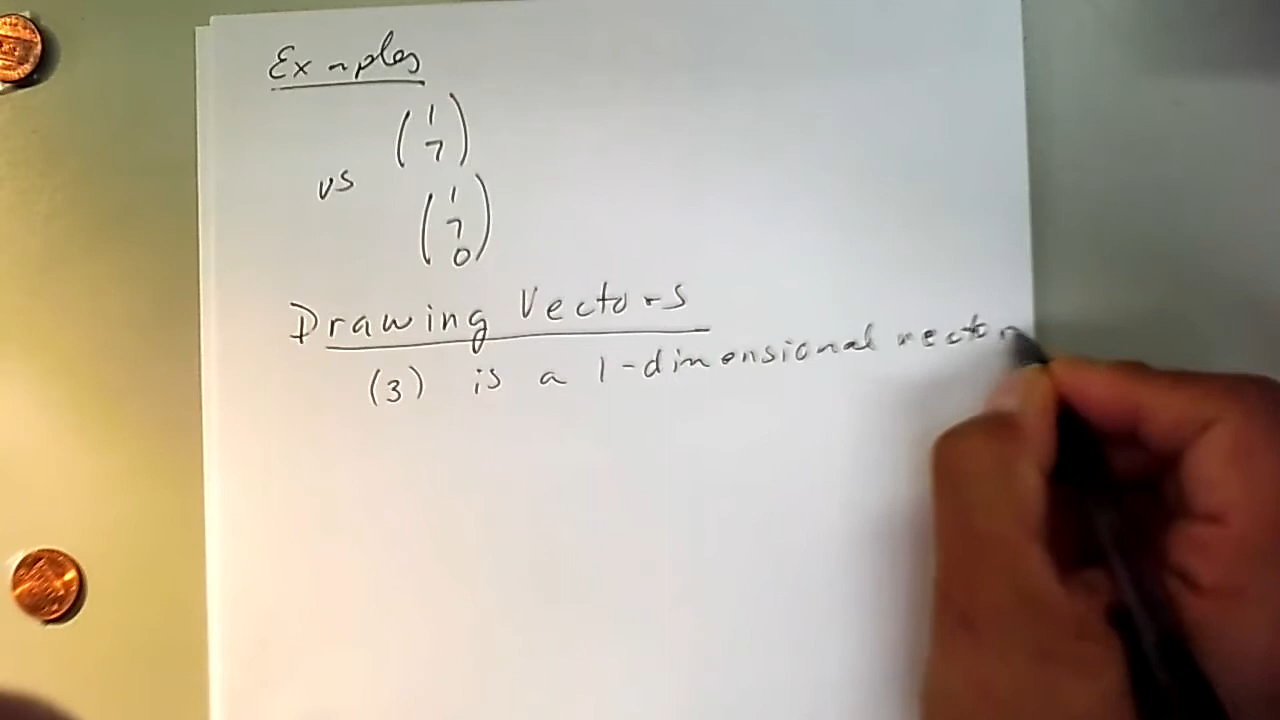 Examples
(1
7)
vs
(1
7
0)
Drawing Vectors
(3) is a 1-dimensional vector